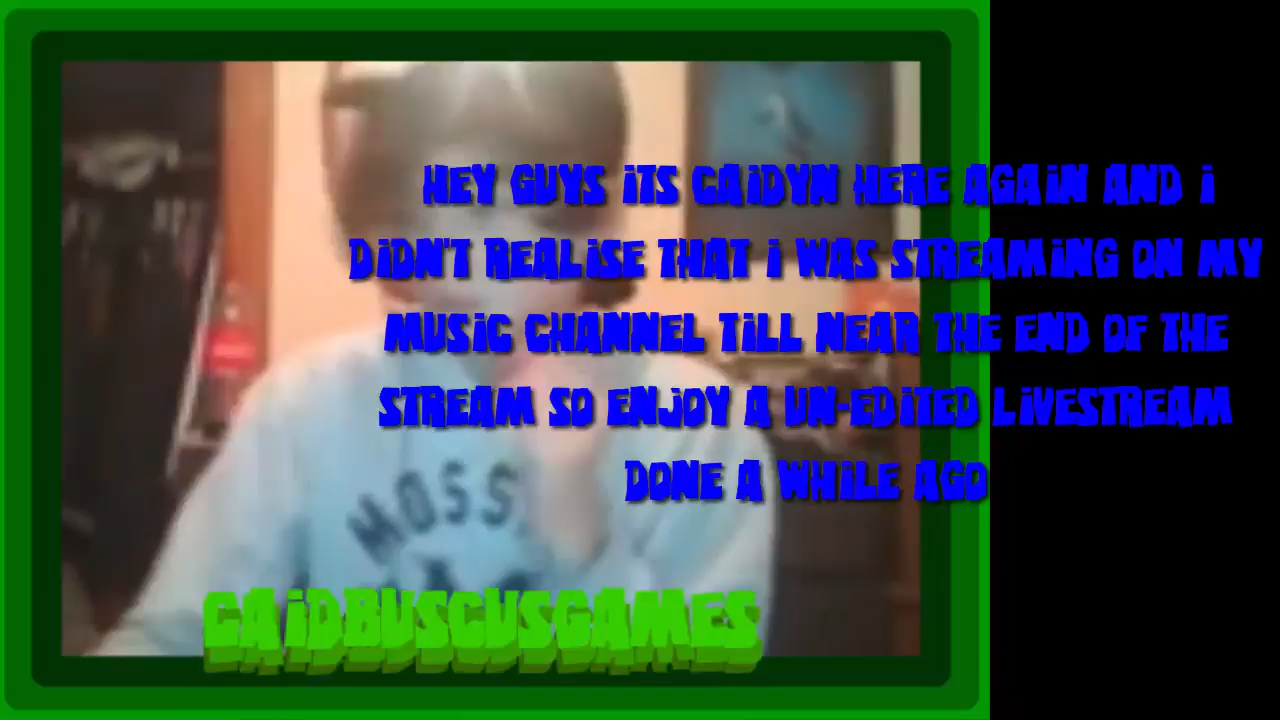 HEY GUYS iTS CAiDYN HERE AGAiN AND i
DiDN'T REALiSE THAT i WAS STREAMiNG ON MY
MUSiC CHANNEL TiLL NEAR THE END OF THE
STREAM SO ENJOY A UN-EDiTED LiVESTREAM
DONE A WHiLE AGO
MOSS
CAiDBUSCUSGAMES